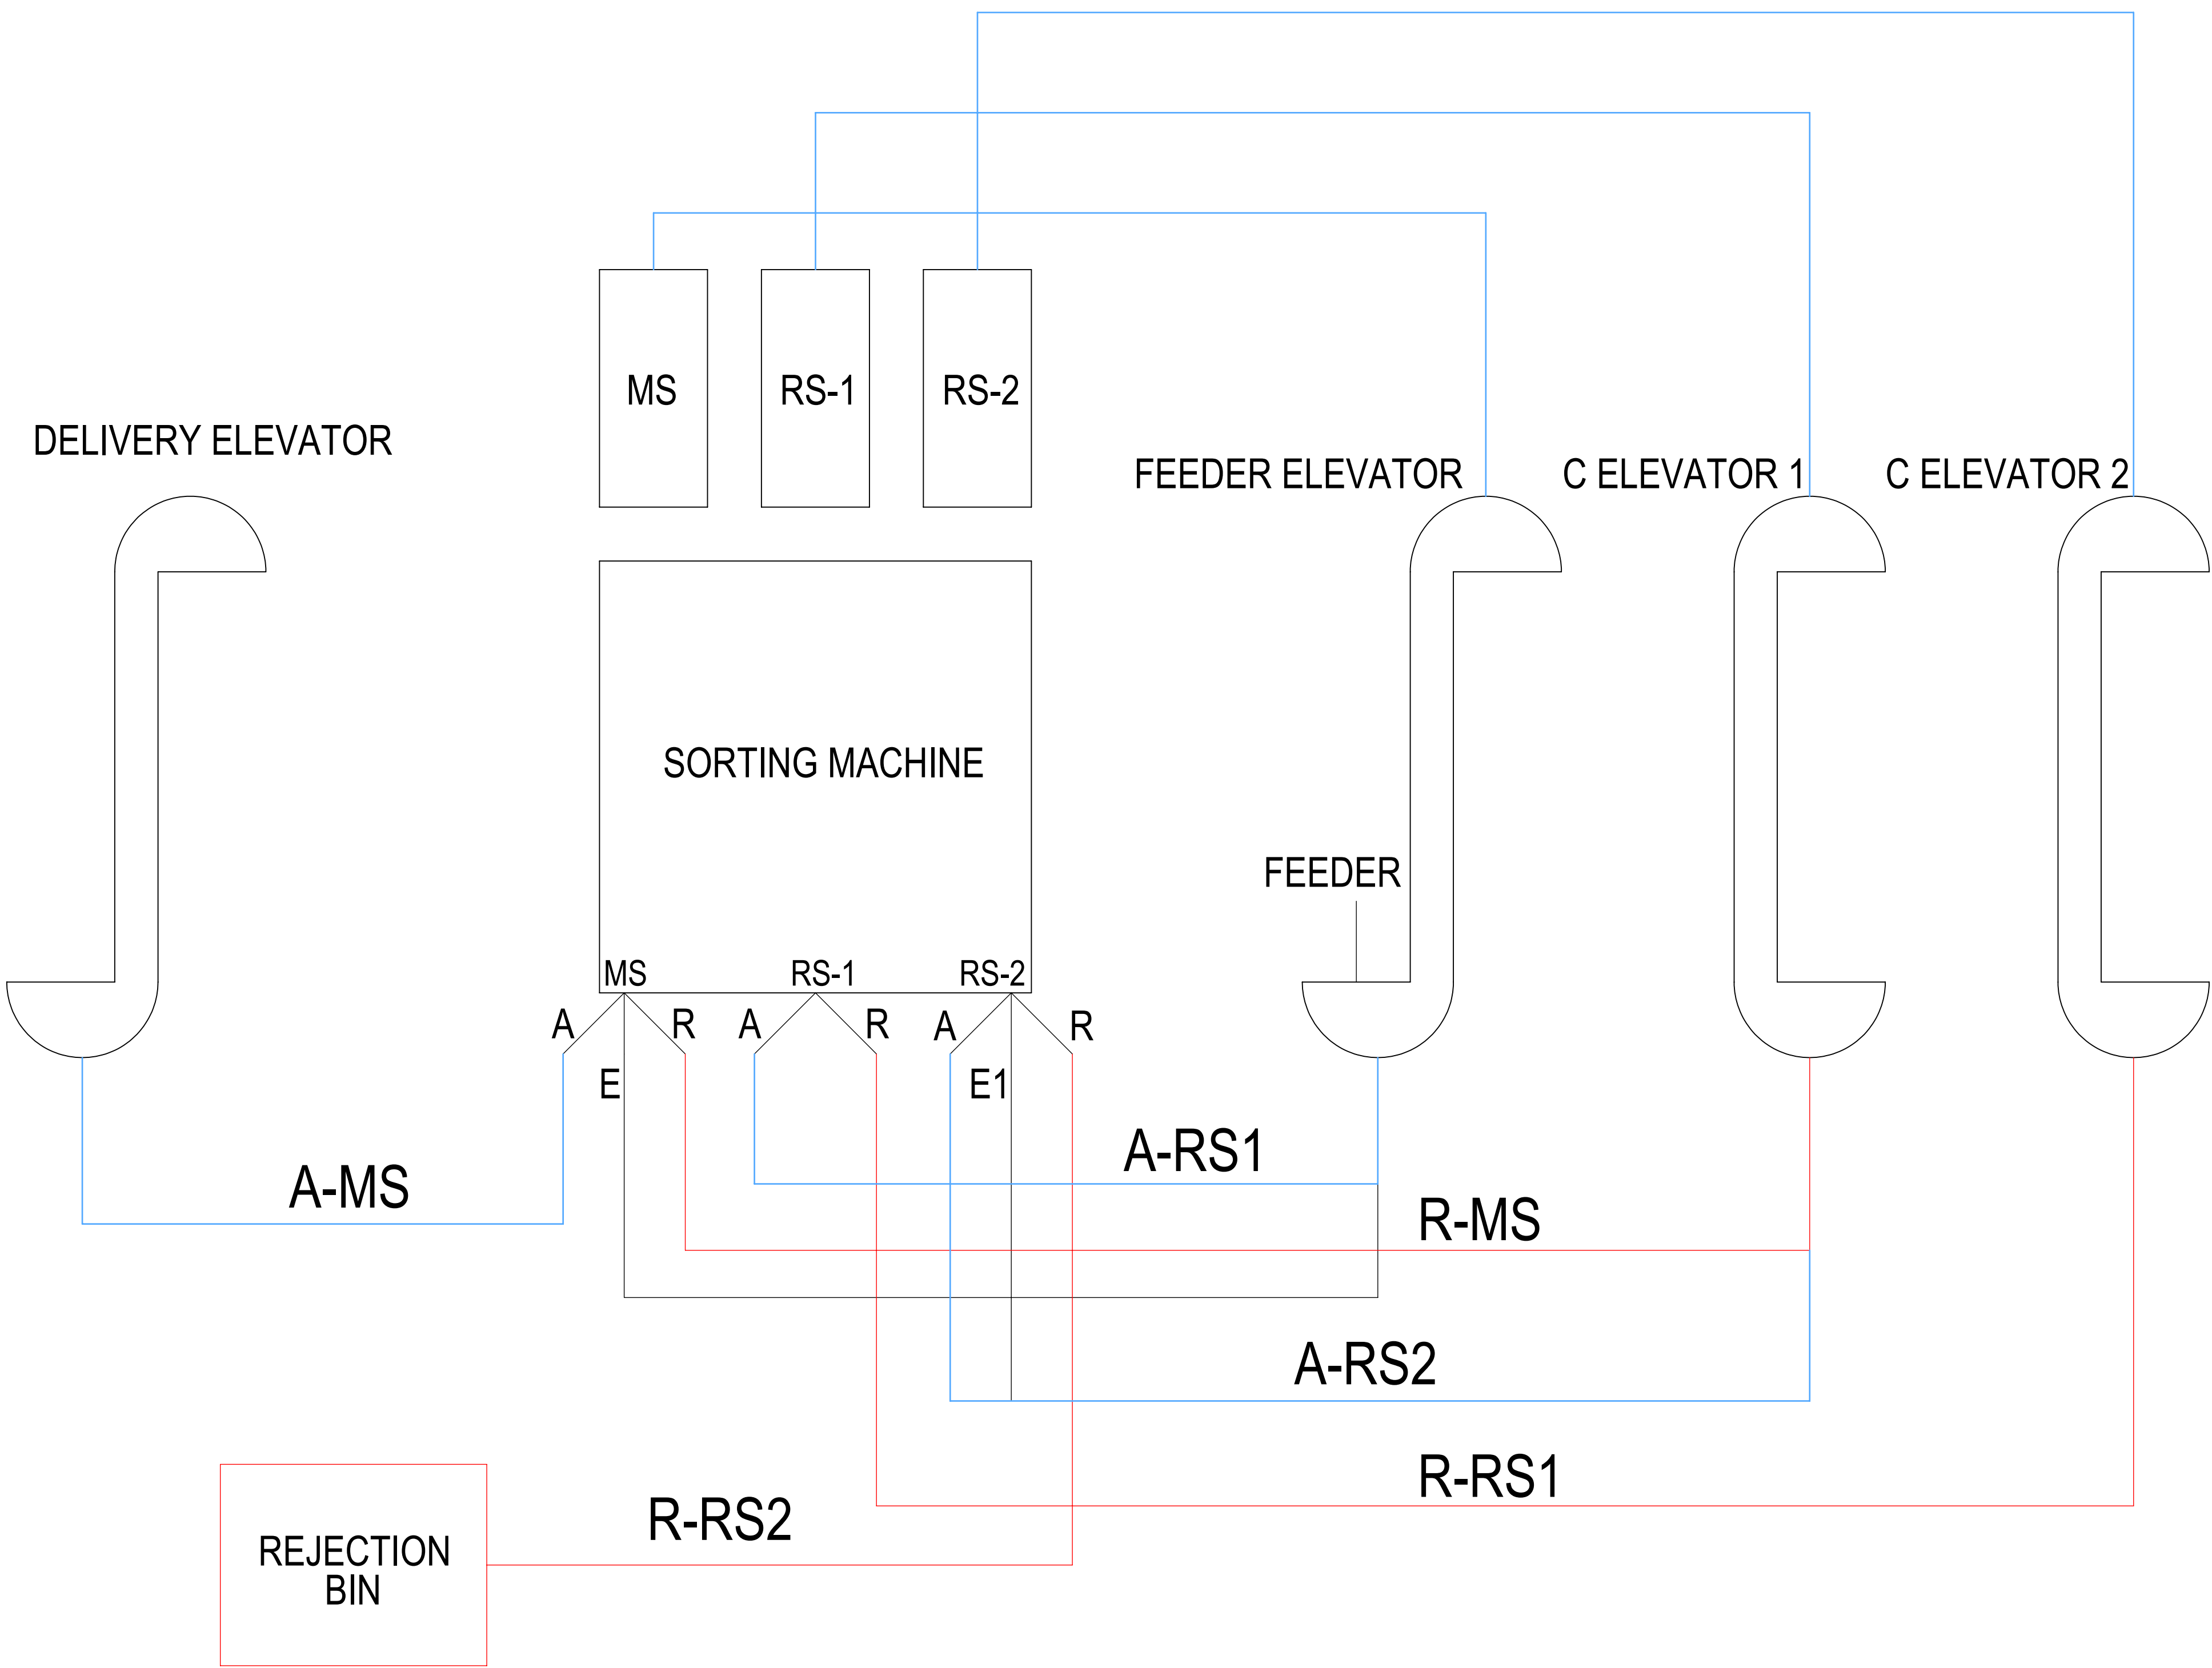 MS
RS-1
RS-2
DELIVERY ELEVATOR
FEEDER ELEVATOR
C ELEVATOR 1
C ELEVATOR 2
SORTING MACHINE
FEEDER
MS
RS-1
RS-2
A
R
A
R
A
R
E
E1
A-RS1
A-MS
R-MS
A-RS2
R-RS1
R-RS2
REJECTION
BIN